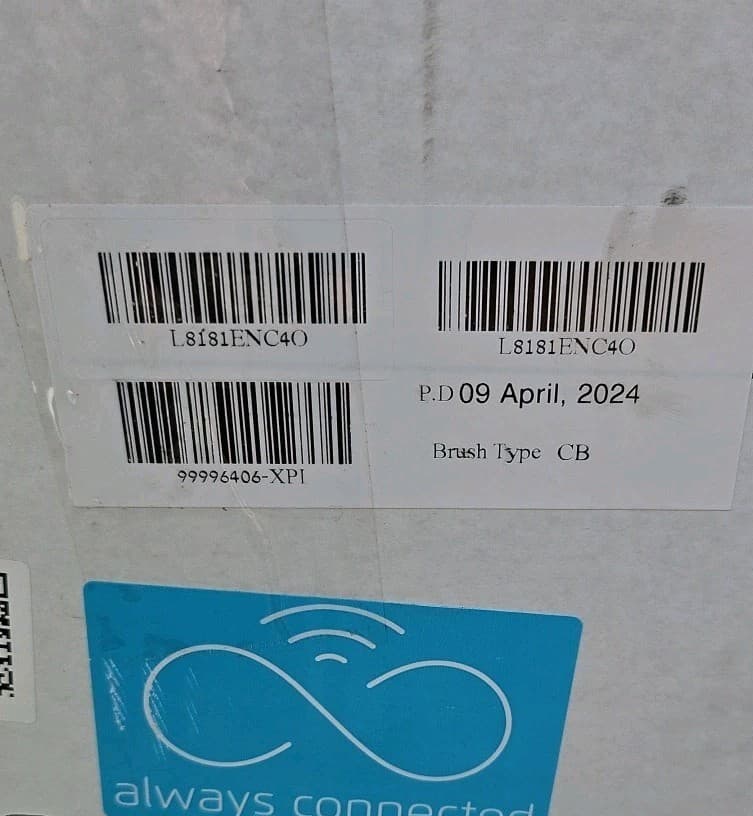 L8181ENC4O
99996406-XPI
L8181ENC4O
P.D 09 April, 2024
Brush Type CB
always connected